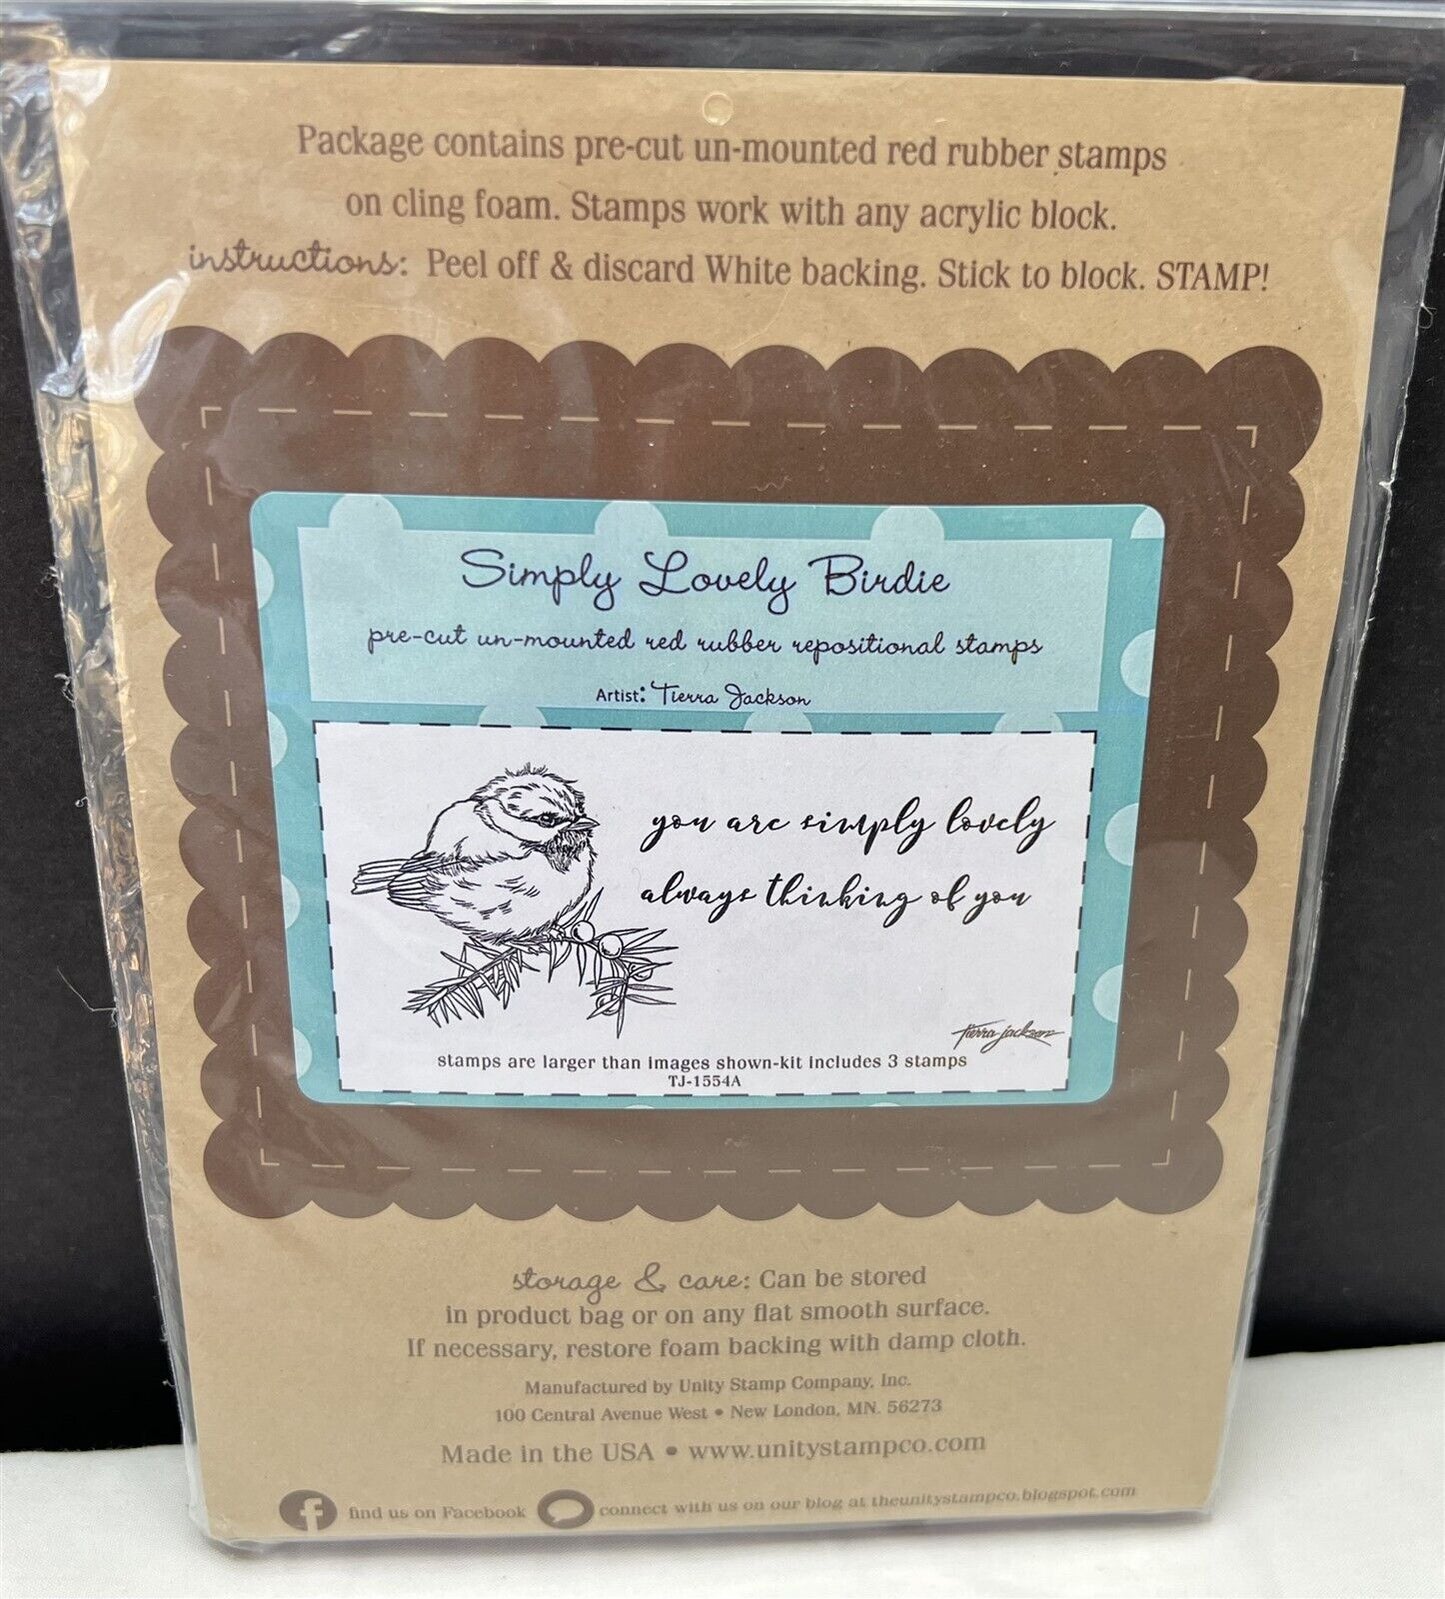 Package contains pre-cut un-mounted red rubber stamps
on cling foam. Stamps work with any acrylic block.
instructions: Peel off & discard White backing. Stick to block. STAMP!
Simply Lovely Birdie
pre-cut un-mounted red rubber repositional stamps
Artist: Tierra Jackson
you are simply lovely
always thinking of you
tierra jackson
stamps are larger than images shown-kit includes 3 stamps
TJ-1554A
storage & care: Can be stored
in product bag or on any flat smooth surface.
If necessary, restore foam backing with damp cloth.
Manufactured by Unity Stamp Company, Inc.
100 Central Avenue West • New London, MN. 56273
Made in the USA • www.unitystampco.com
f find us on Facebook connect with us on our blog at theunitystampco.blogspot.com